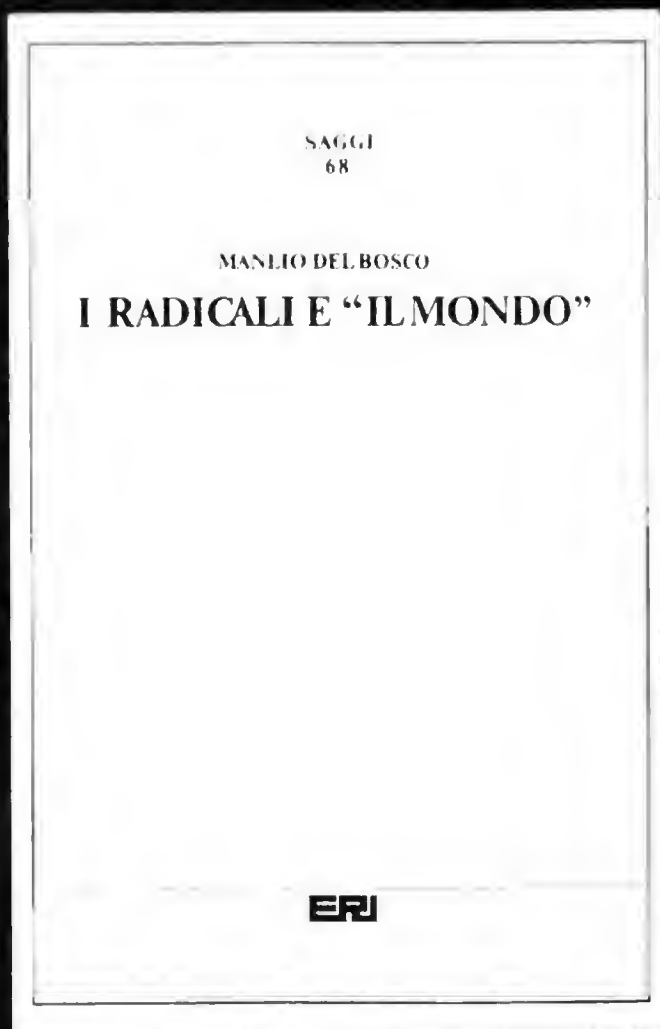 SAGGI
68
MANLIO DEL BOSCO
I RADICALI E “IL MONDO”
ERI